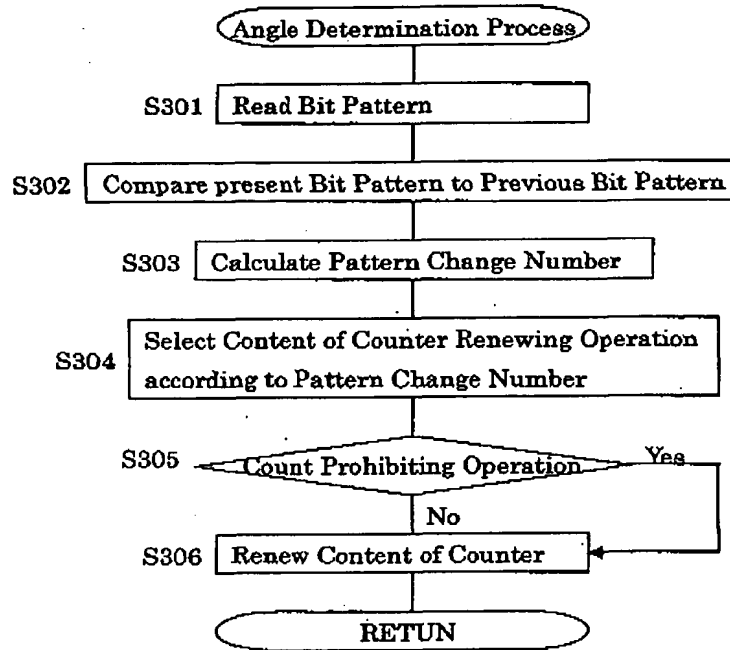 Angle Determination Process
S301 Read Bit Pattern
S302 Compare present Bit Pattern to Previous Bit Pattern
S303 Calculate Pattern Change Number
S304 Select Content of Counter Renewing Operation
according to Pattern Change Number
S305 Count Prohibiting Operation Yes
No
S306 Renew Content of Counter
RETUN